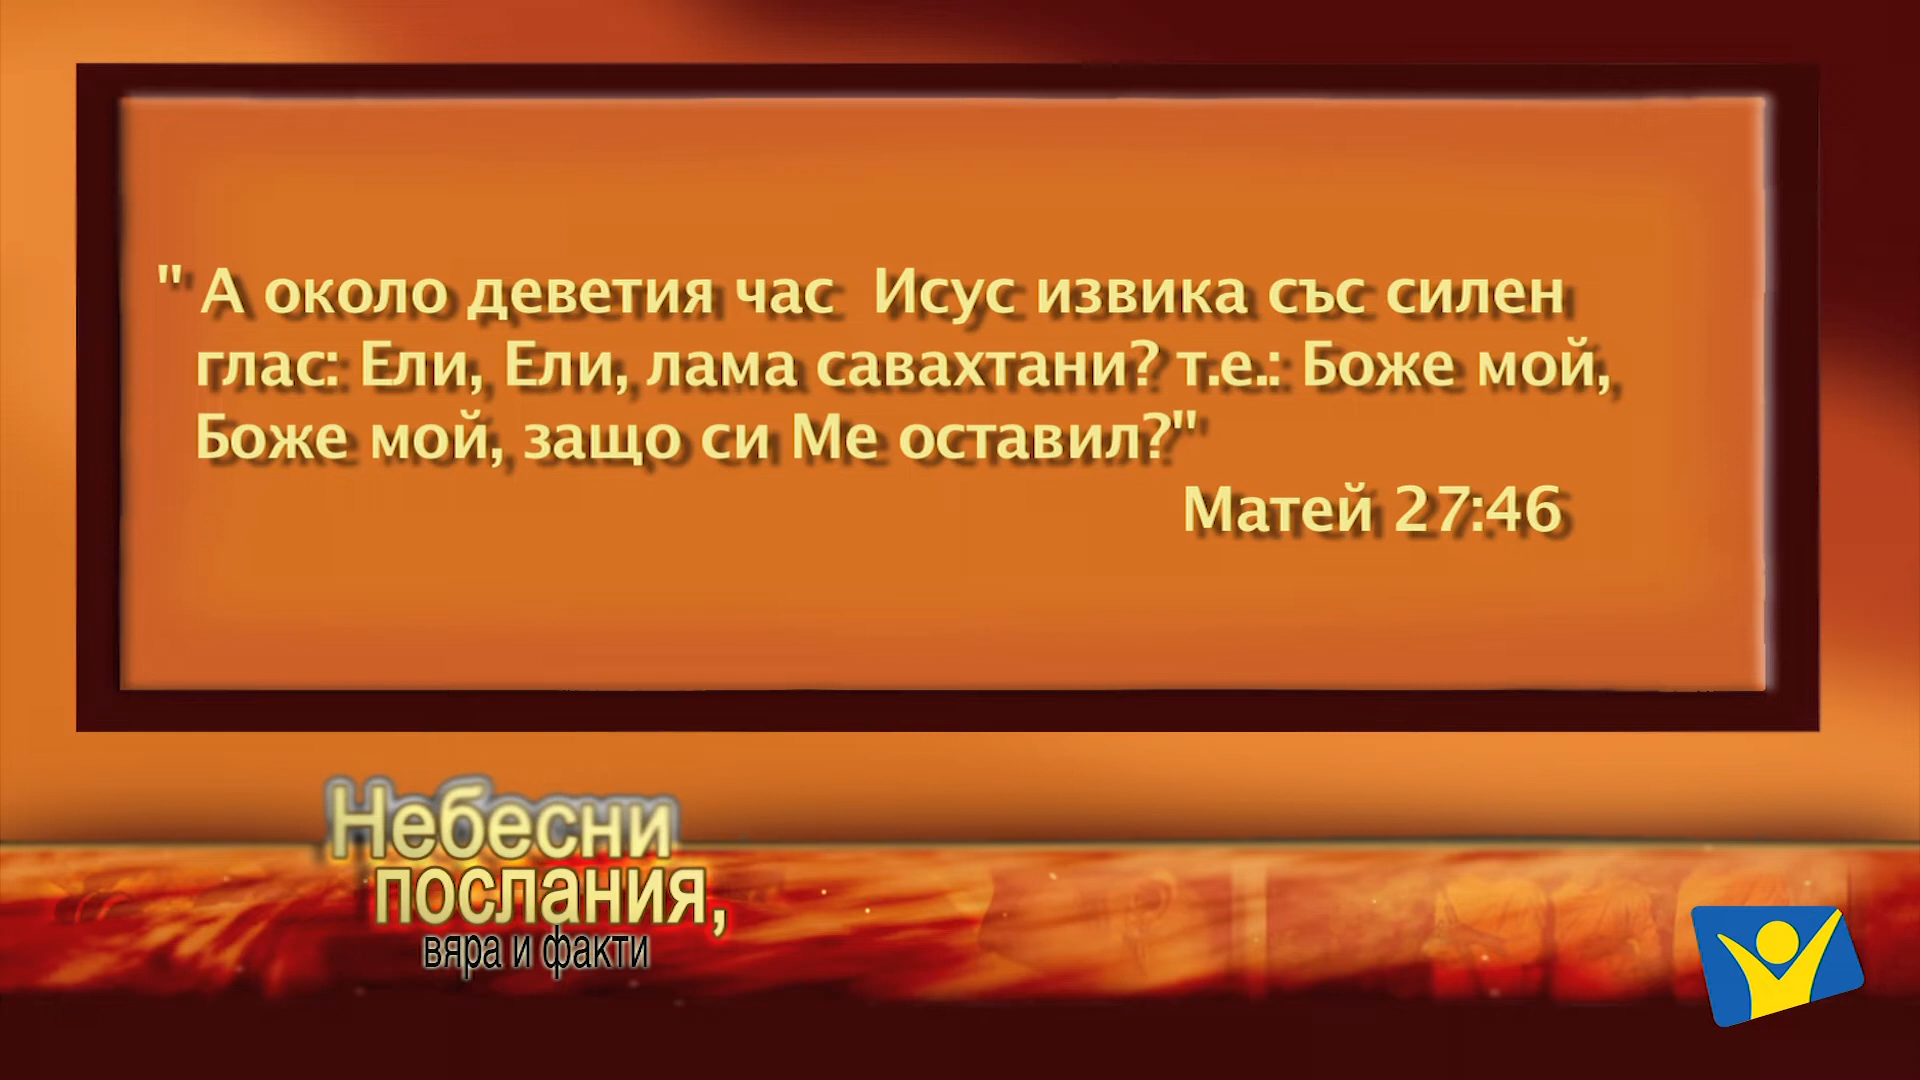 " А около деветия час  Исус извика със силен
глас: Ели, Ели, лама савахтани? т.е.: Боже мой,
Боже мой, защо си Ме оставил?"
Матей 27:46
Небесни
послания,
вяра и факти